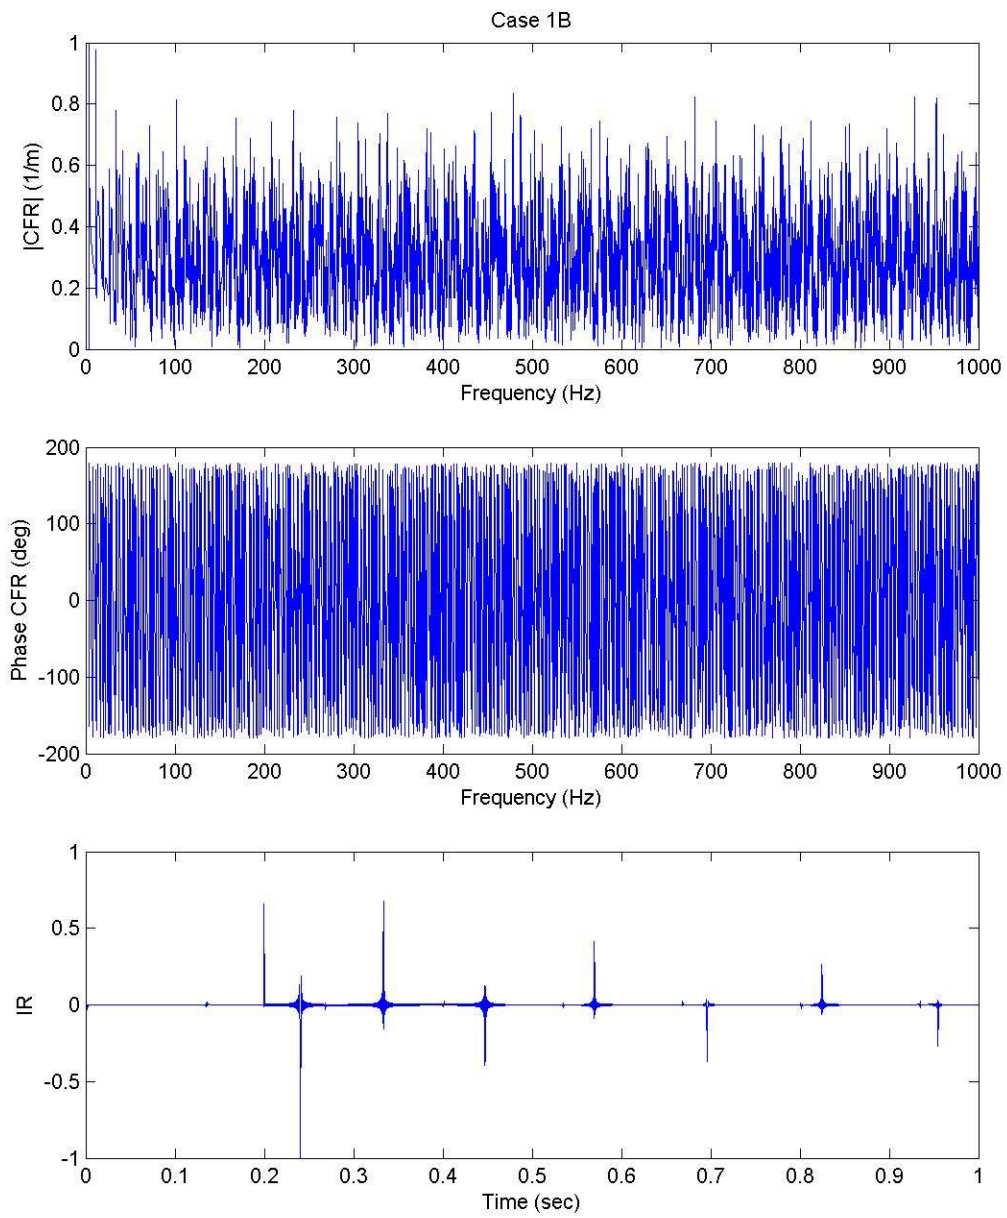 Case 1B
|CFR| (1/m)
1
0.8
0.6
0.4
0.2
0
0 100 200 300 400 500 600 700 800 900 1000
Frequency (Hz)
Phase CFR (deg)
200
100
0
-100
-200
0 100 200 300 400 500 600 700 800 900 1000
Frequency (Hz)
IR
1
0.5
0
-0.5
-1
0 0.1 0.2 0.3 0.4 0.5 0.6 0.7 0.8 0.9 1
Time (sec)